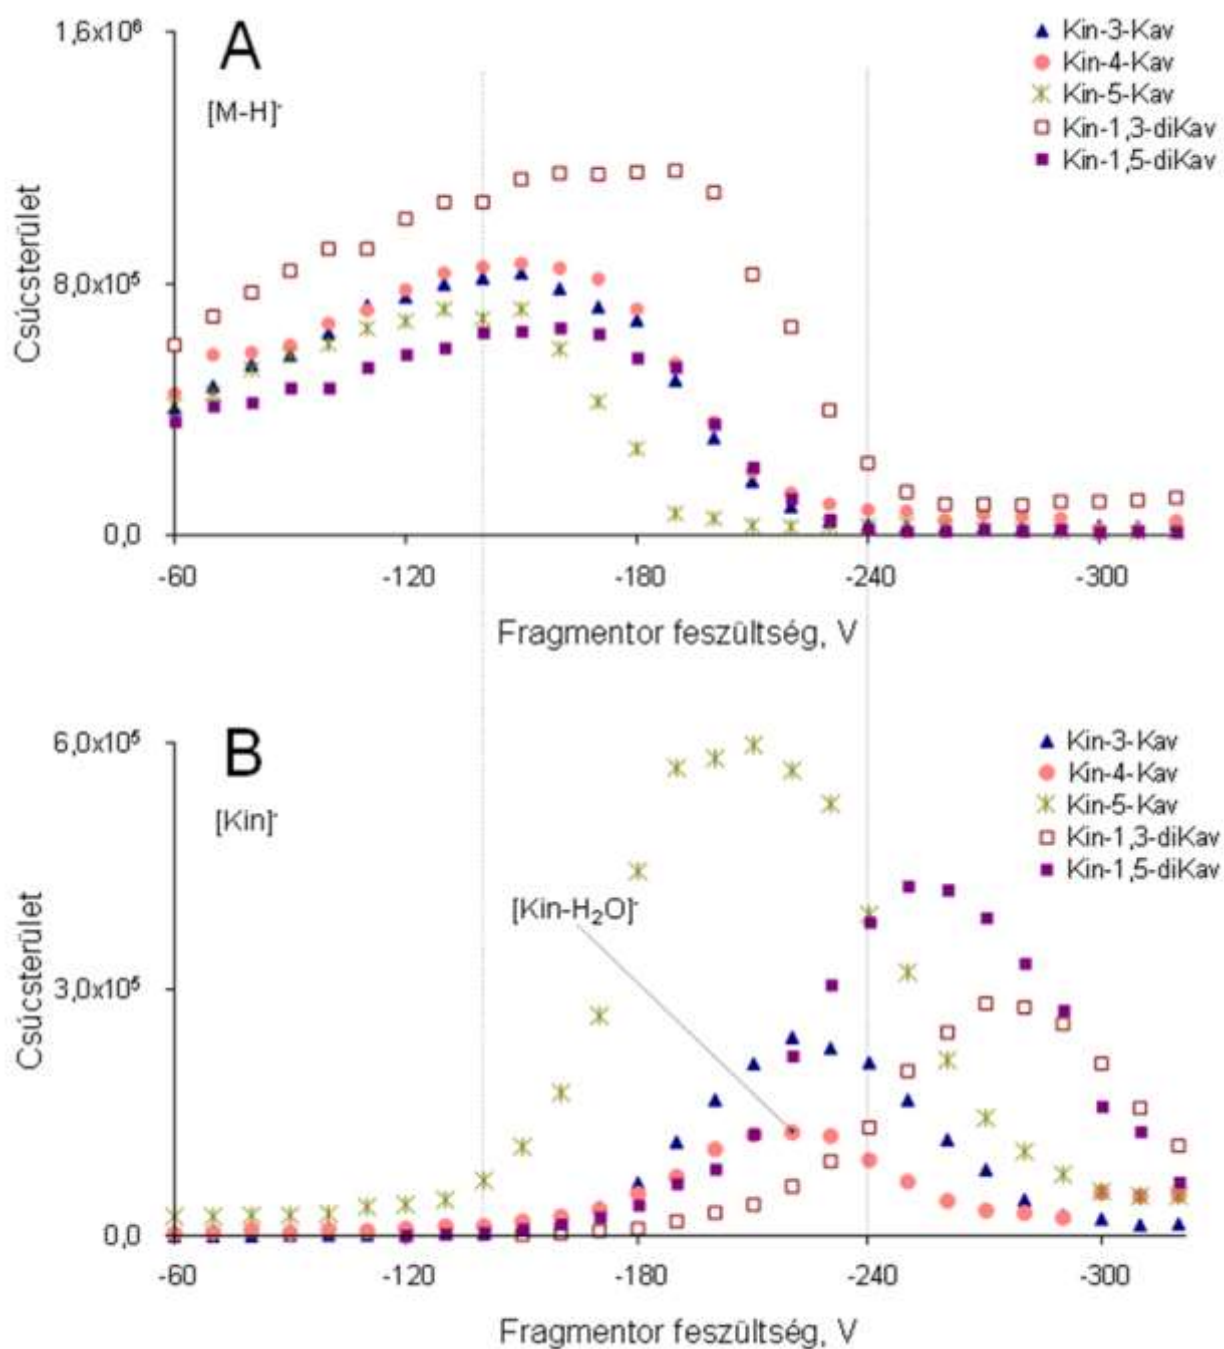 A
[M-H]⁻
1,6x10⁶
8,0x10⁵
0,0
Csúcsterület
Kin-3-Kav
Kin-4-Kav
Kin-5-Kav
Kin-1,3-diKav
Kin-1,5-diKav
-60 -120 -180 -240 -300
Fragmentor feszültség, V
B
[Kin]⁻
6,0x10⁵
3,0x10⁵
0,0
Csúcsterület
Kin-3-Kav
Kin-4-Kav
Kin-5-Kav
Kin-1,3-diKav
Kin-1,5-diKav
[Kin-H₂O]⁻
-60 -120 -180 -240 -300
Fragmentor feszültség, V